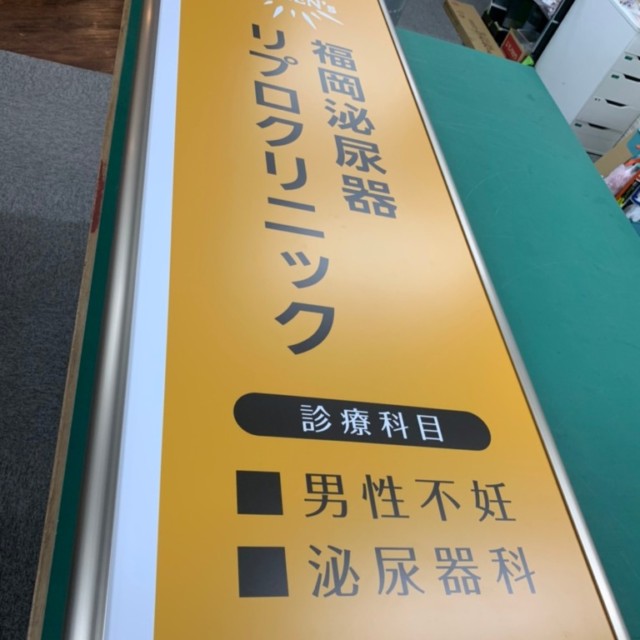 福岡泌尿器
リプロクリニック
診療科目
■男性不妊
■泌尿器科